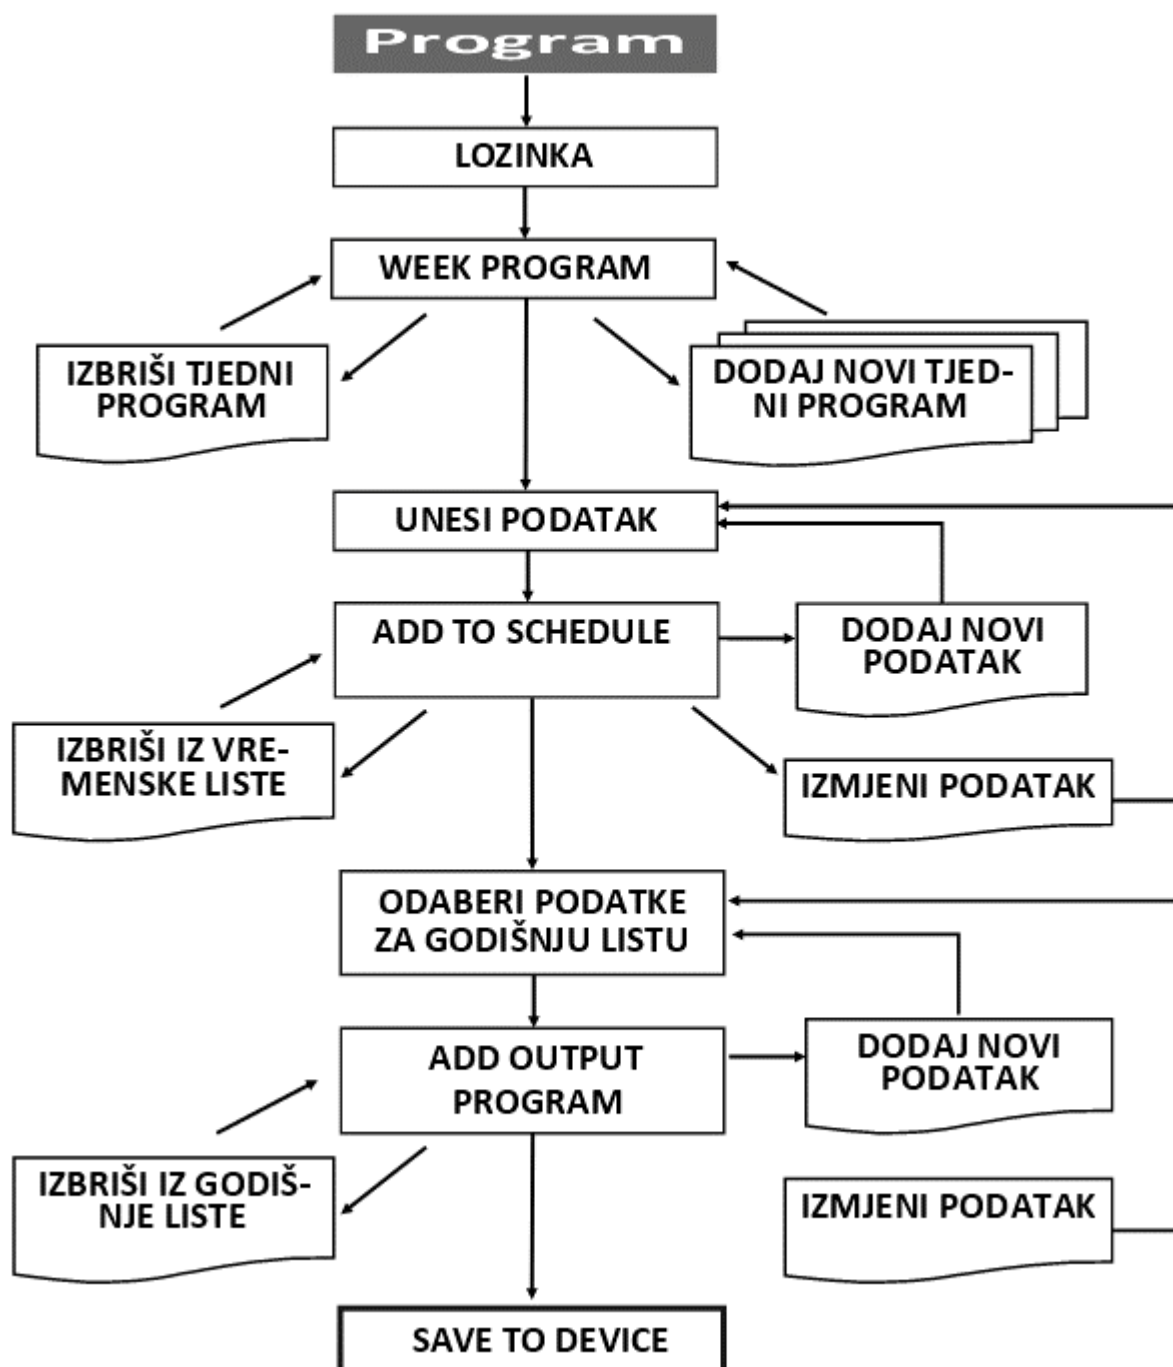 Program
LOZINKA
WEEK PROGRAM
IZBRIŠI TJEDNI
PROGRAM
DODAJ NOVI TJED-
NI PROGRAM
UNESI PODATAK
ADD TO SCHEDULE
DODAJ NOVI
PODATAK
IZBRIŠI IZ VRE-
MENSKE LISTE
IZMJENI PODATAK
ODABERI PODATKE
ZA GODIŠNJU LISTU
ADD OUTPUT
PROGRAM
DODAJ NOVI
PODATAK
IZBRIŠI IZ GODIŠ-
NJE LISTE
IZMJENI PODATAK
SAVE TO DEVICE